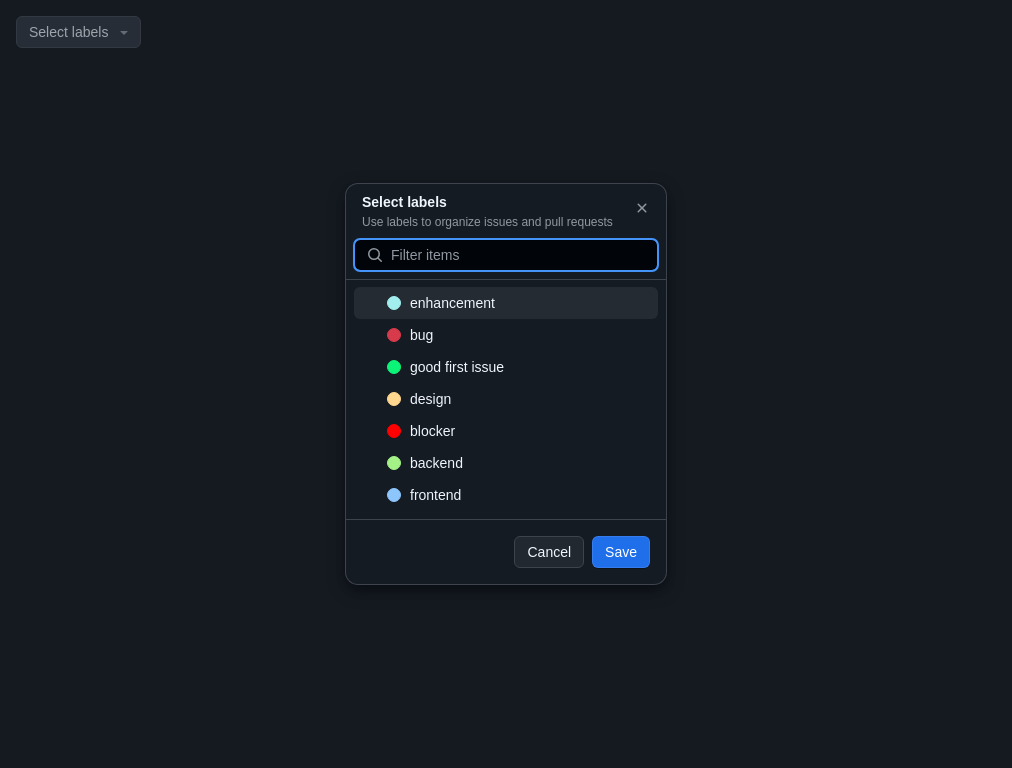 Select labels
Select labels
Use labels to organize issues and pull requests
Filter items
enhancement
bug
good first issue
design
blocker
backend
frontend
Cancel Save